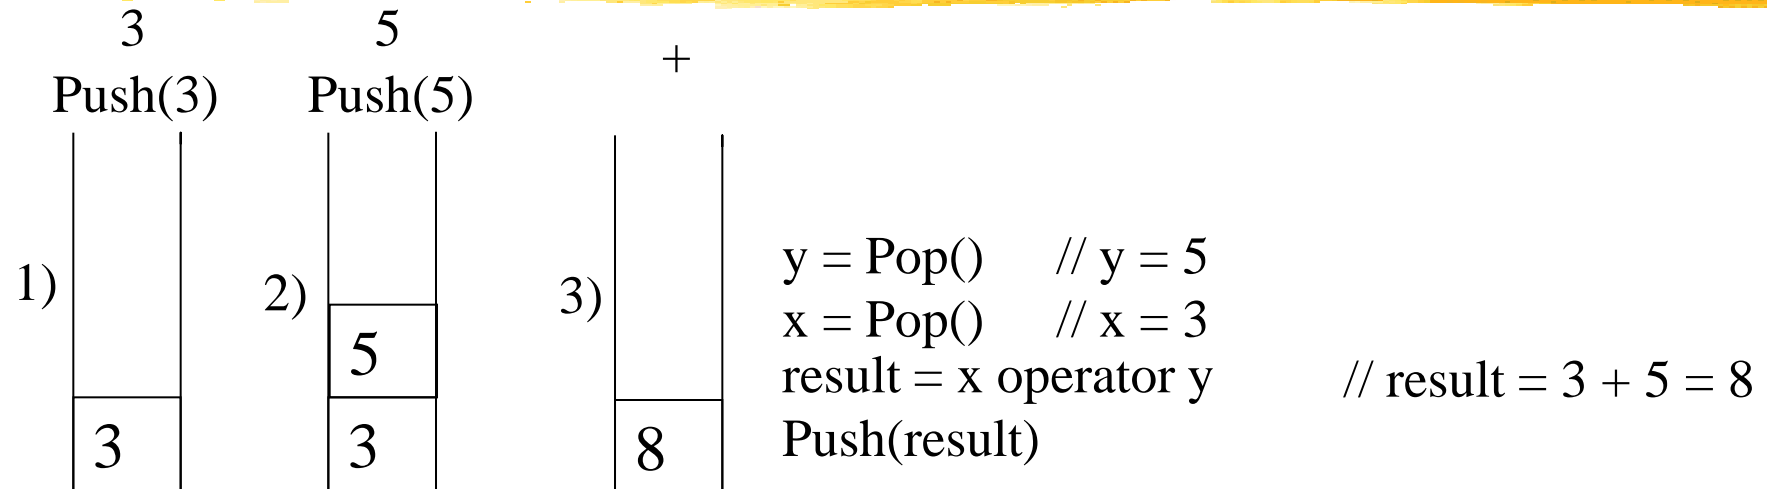 3 5 +
Push(3) Push(5)
1) 2) 3)
5
3 3 8
y = Pop() // y = 5
x = Pop() // x = 3
result = x operator y // result = 3 + 5 = 8
Push(result)